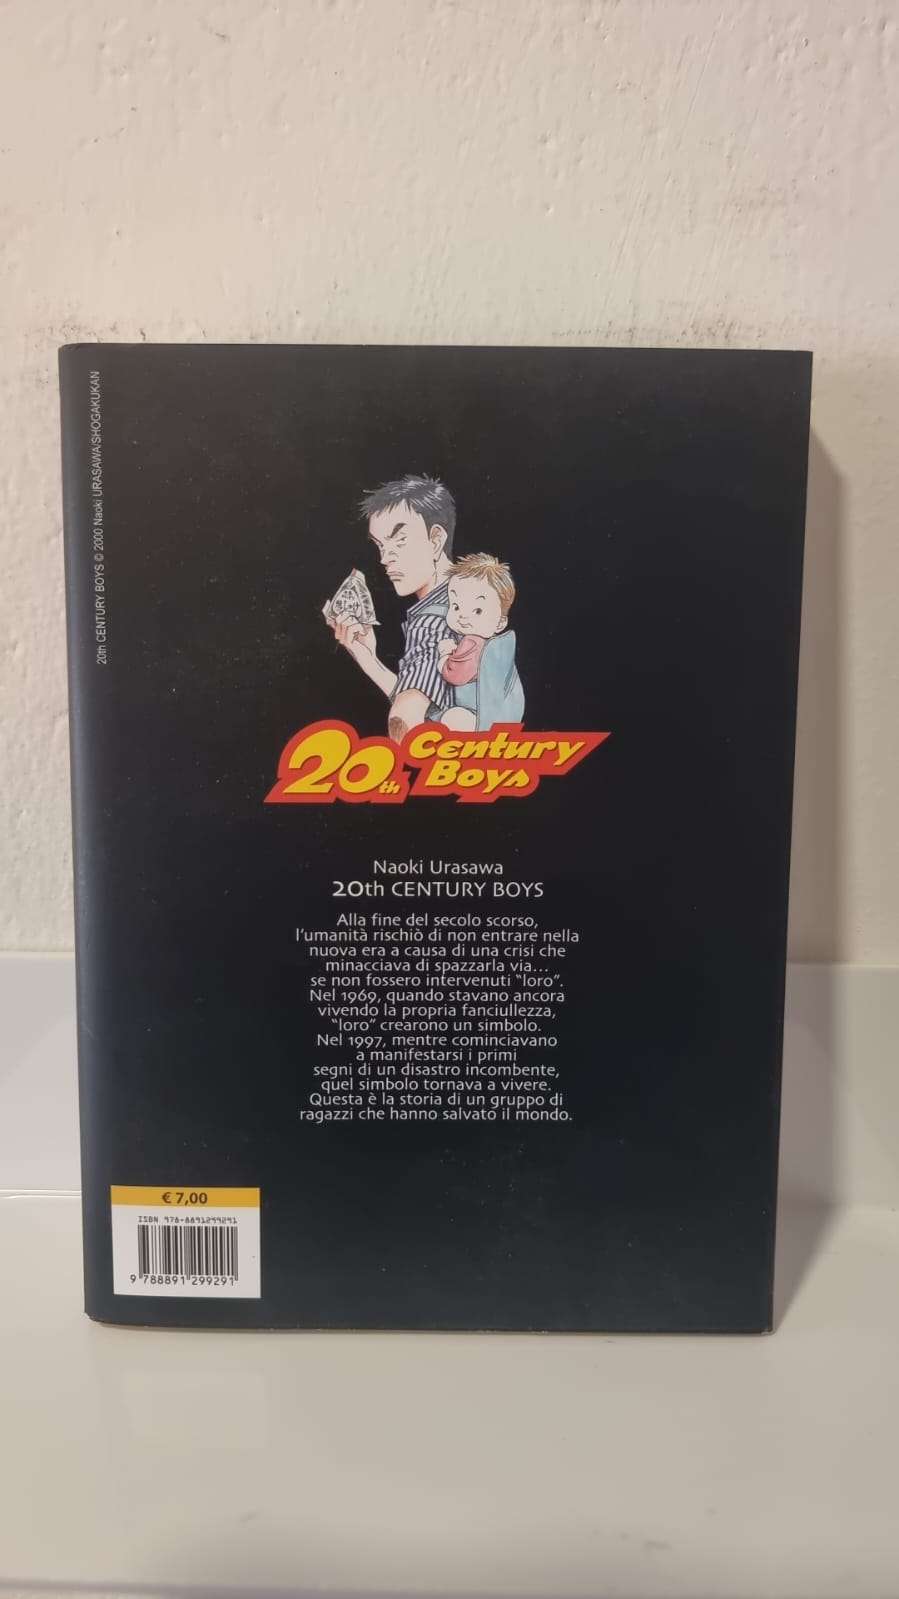 20th CENTURY BOYS © 2000 Naoki URASAWA/SHOGAKUKAN
20th Century
Boys
Naoki Urasawa
20th CENTURY BOYS
Alla fine del secolo scorso,
l'umanità rischiò di non entrare nella
nuova era a causa di una crisi che
minacciava di spazzarla via...
se non fossero intervenuti "loro".
Nel 1969, quando stavano ancora
vivendo la propria fanciullezza,
"loro" crearono un simbolo.
Nel 1997, mentre cominciavano
a manifestarsi i primi
segni di un disastro incombente,
quel simbolo tornava a vivere.
Questa è la storia di un gruppo di
ragazzi che hanno salvato il mondo.
€ 7,00
ISBN 978-8891299291
9 788891 299291